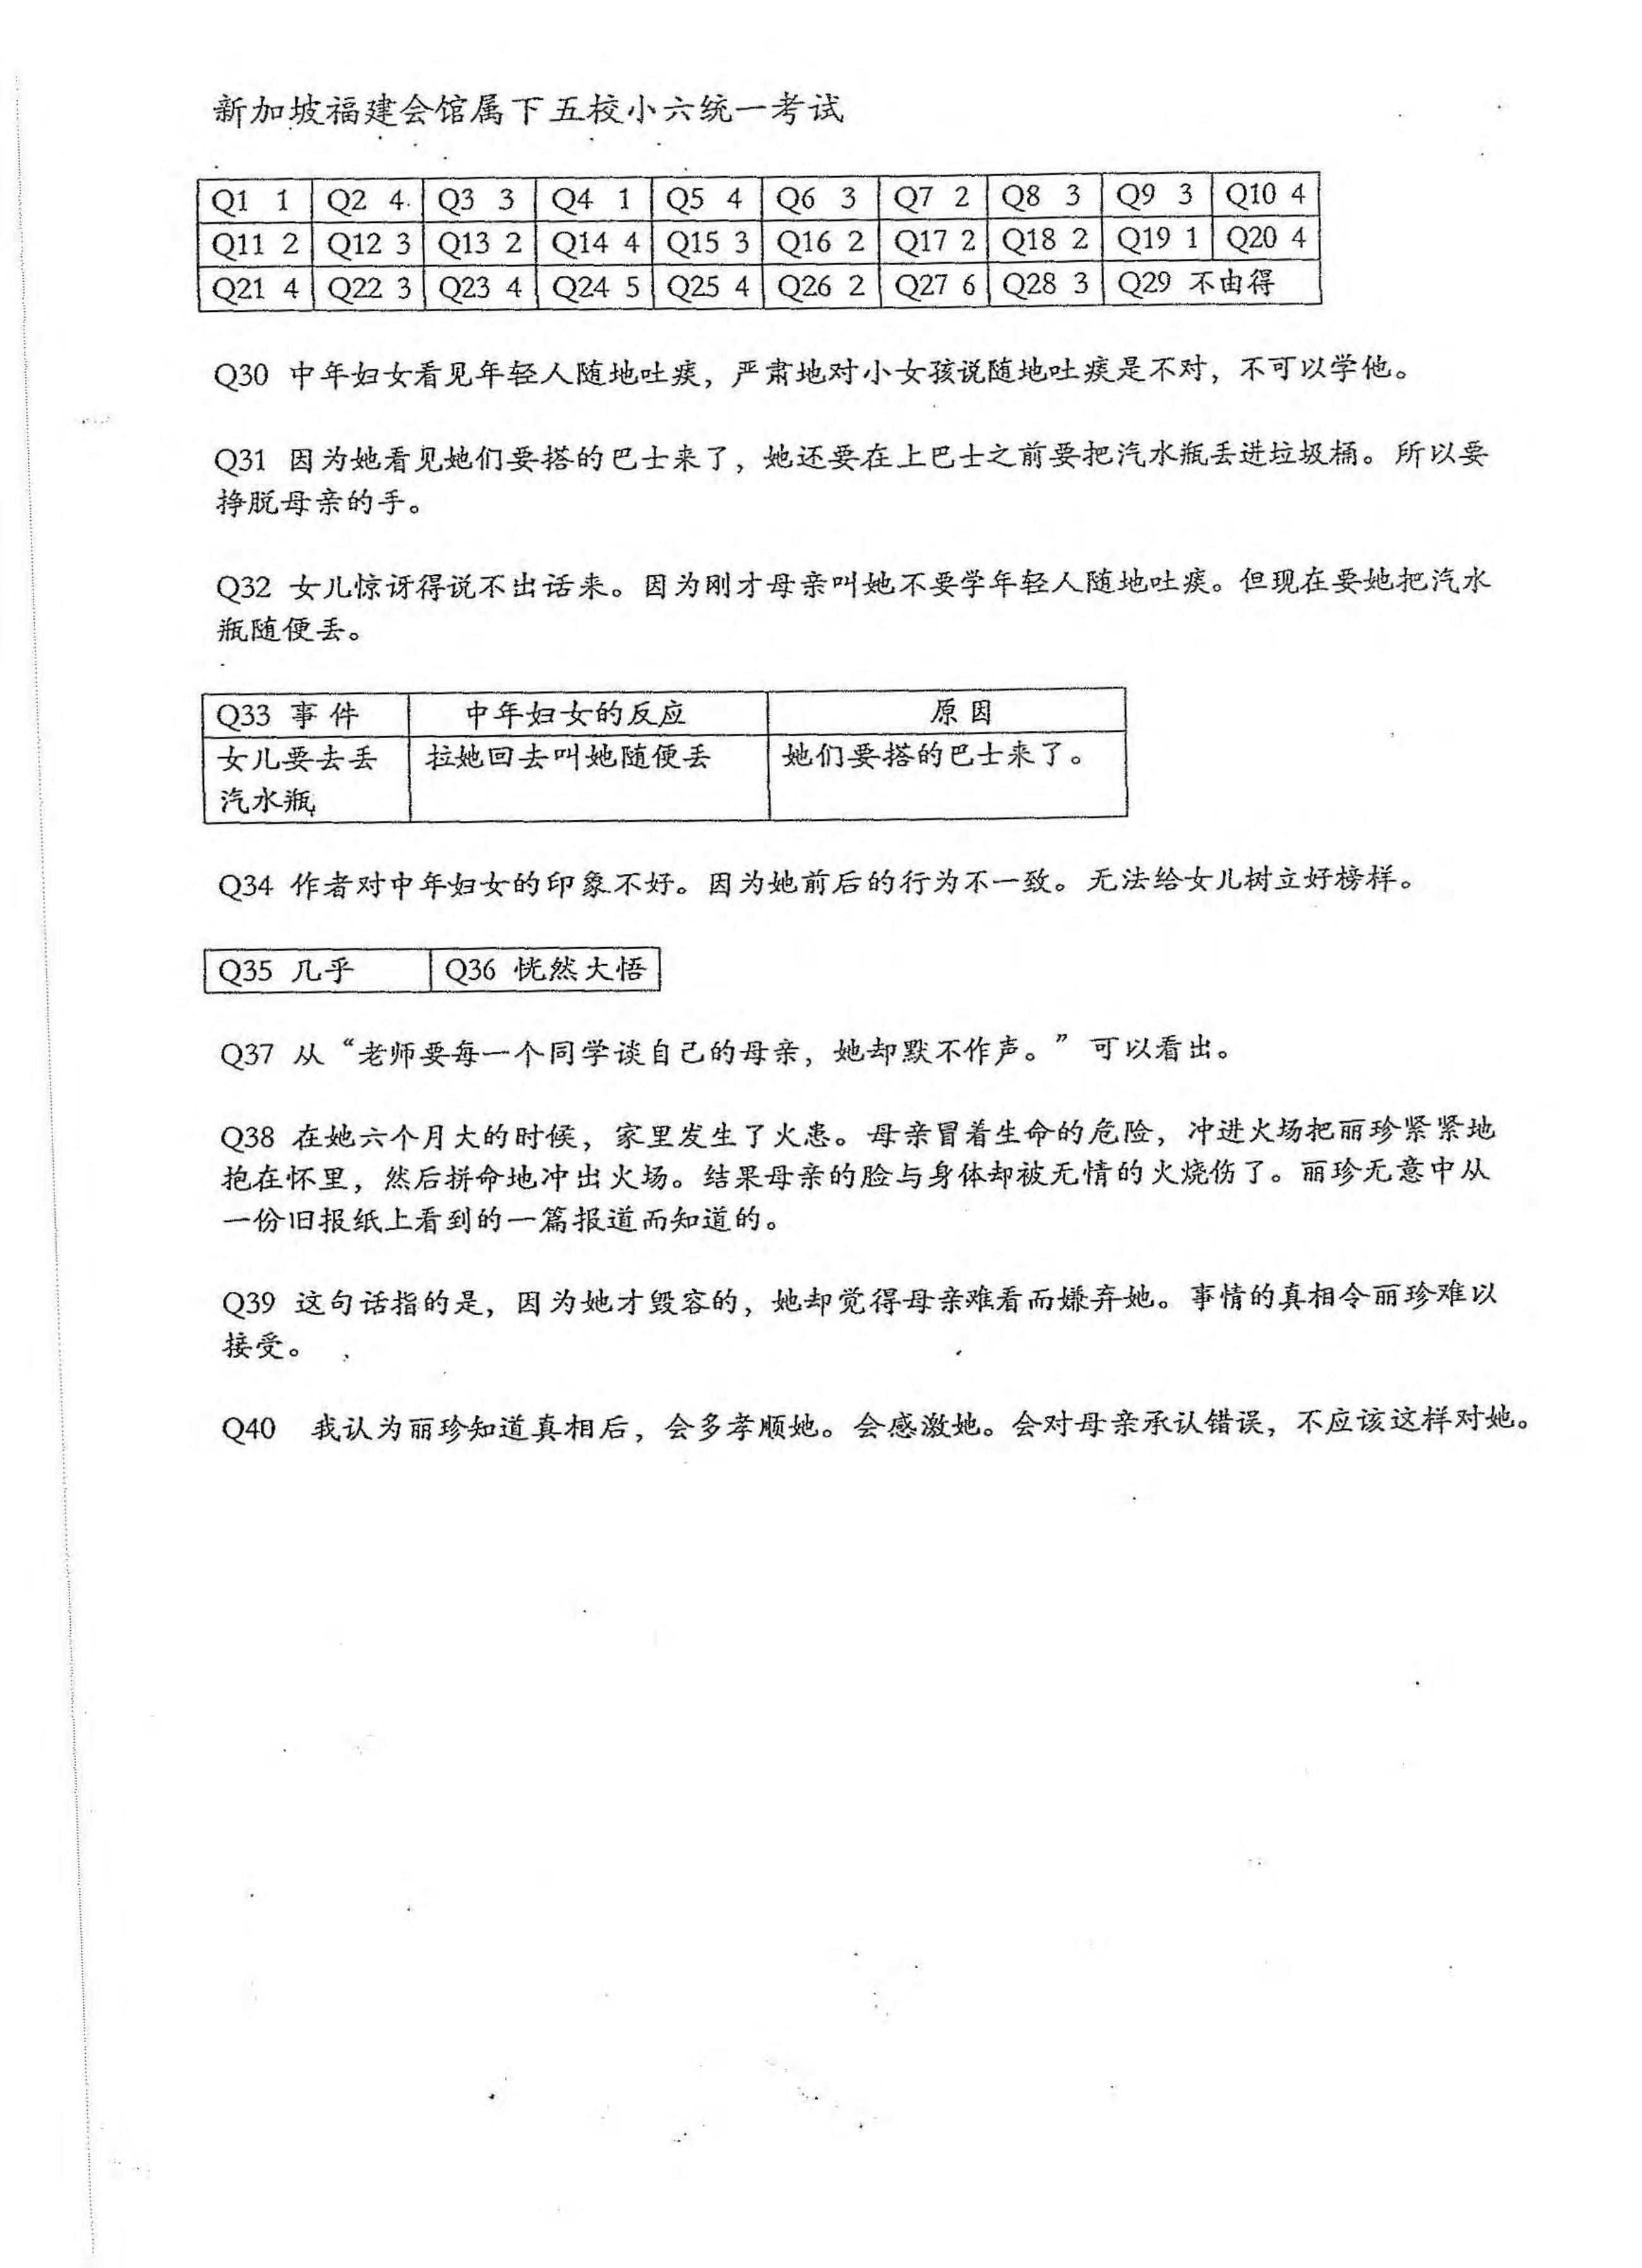 新加坡福建会馆属下五校小六统一考试
Q1 1 Q2 4 Q3 3 Q4 1 Q5 4 Q6 3 Q7 2 Q8 3 Q9 3 Q10 4
Q11 2 Q12 3 Q13 2 Q14 4 Q15 3 Q16 2 Q17 2 Q18 2 Q19 1 Q20 4
Q21 4 Q22 3 Q23 4 Q24 5 Q25 4 Q26 2 Q27 6 Q28 3 Q29 不由得
Q30 中年妇女看见年轻人随地吐痰，严肃地对小女孩说随地吐痰是不对，不可以学他。
Q31 因为她看见她们要搭的巴士来了，她还要在上巴士之前要把汽水瓶丢进垃圾桶。所以要
挣脱母亲的手。
Q32 女儿惊讶得说不出话来。因为刚才母亲叫她不要学年轻人随地吐痰。但现在要她把汽水
瓶随便丢。
Q33 事件 中年妇女的反应 原因
女儿要去丢 拉她回去叫她随便丢 她们要搭的巴士来了。
汽水瓶
Q34 作者对中年妇女的印象不好。因为她前后的行为不一致。无法给女儿树立好榜样。
Q35 几乎 Q36 恍然大悟
Q37 从“老师要每一个同学谈自己的母亲，她却默不作声。”可以看出。
Q38 在她六个月大的时候，家里发生了火患。母亲冒着生命的危险，冲进火场把丽珍紧紧地
抱在怀里，然后拼命地冲出火场。结果母亲的脸与身体却被无情的火烧伤了。丽珍无意中从
一份旧报纸上看到的一篇报道而知道的。
Q39 这句话指的是，因为她才毁容的，她却觉得母亲难看而嫌弃她。事情的真相令丽珍难以
接受。
Q40 我认为丽珍知道真相后，会多孝顺她。会感激她。会对母亲承认错误，不应该这样对她。